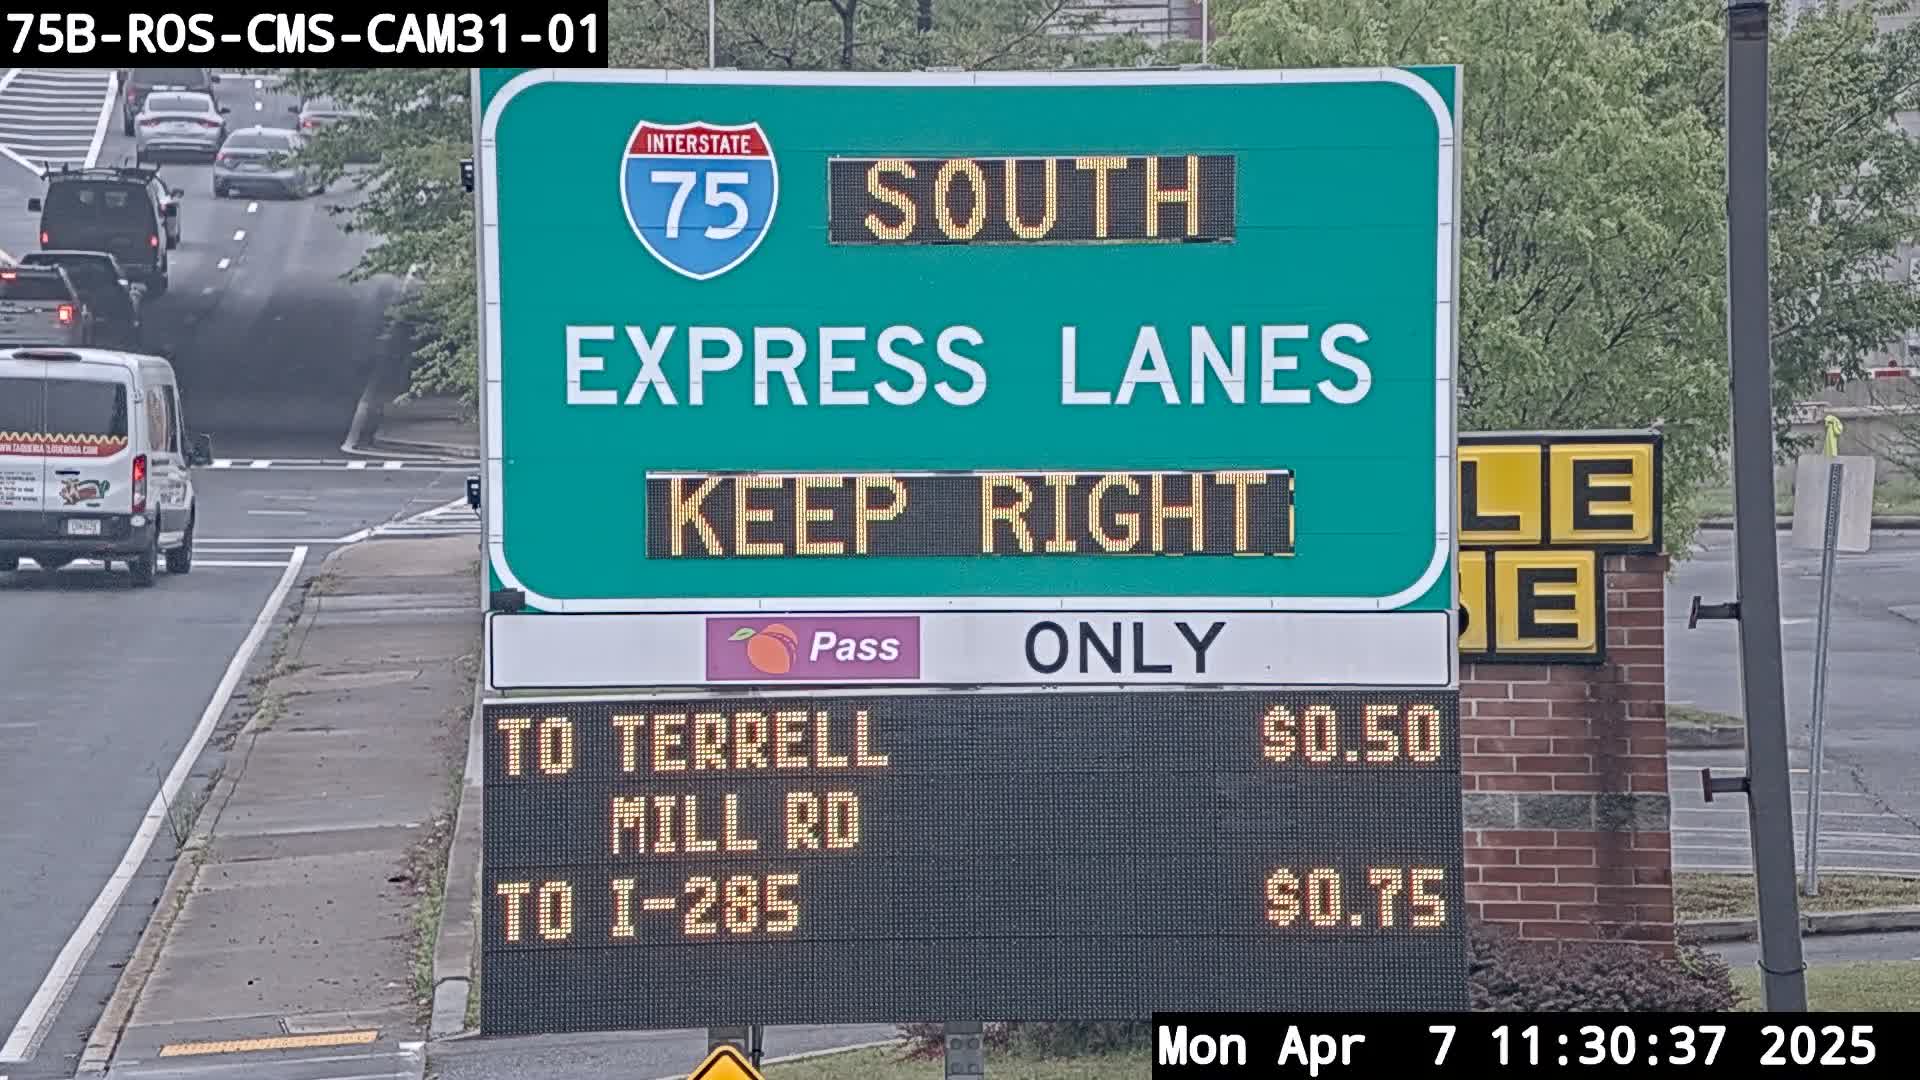 75B-ROS-CMS-CAM31-01
INTERSTATE
75
SOUTH
EXPRESS LANES
KEEP RIGHT
Pass ONLY
TO TERRELL $0.50
MILL RD
TO I-285 $0.75
LE
E
Mon Apr 7 11:30:37 2025